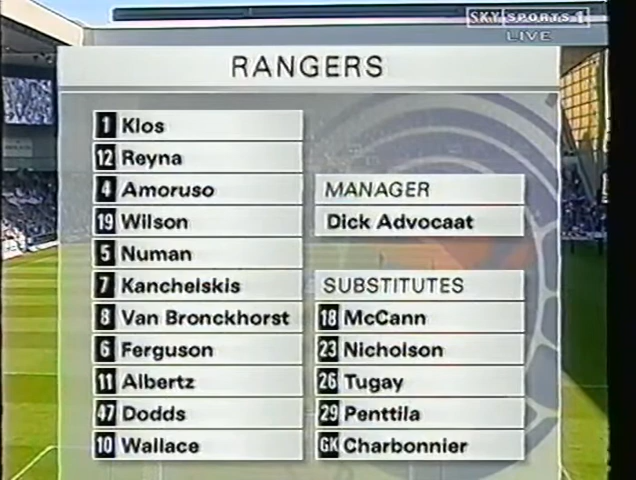 SKY SPORTS 1
LIVE
RANGERS
1 Klos
12 Reyna
4 Amoruso
19 Wilson
5 Numan
7 Kanchelskis
8 Van Bronckhorst
6 Ferguson
11 Albertz
47 Dodds
10 Wallace
MANAGER
Dick Advocaat
SUBSTITUTES
18 McCann
23 Nicholson
26 Tugay
29 Penttila
GK Charbonnier